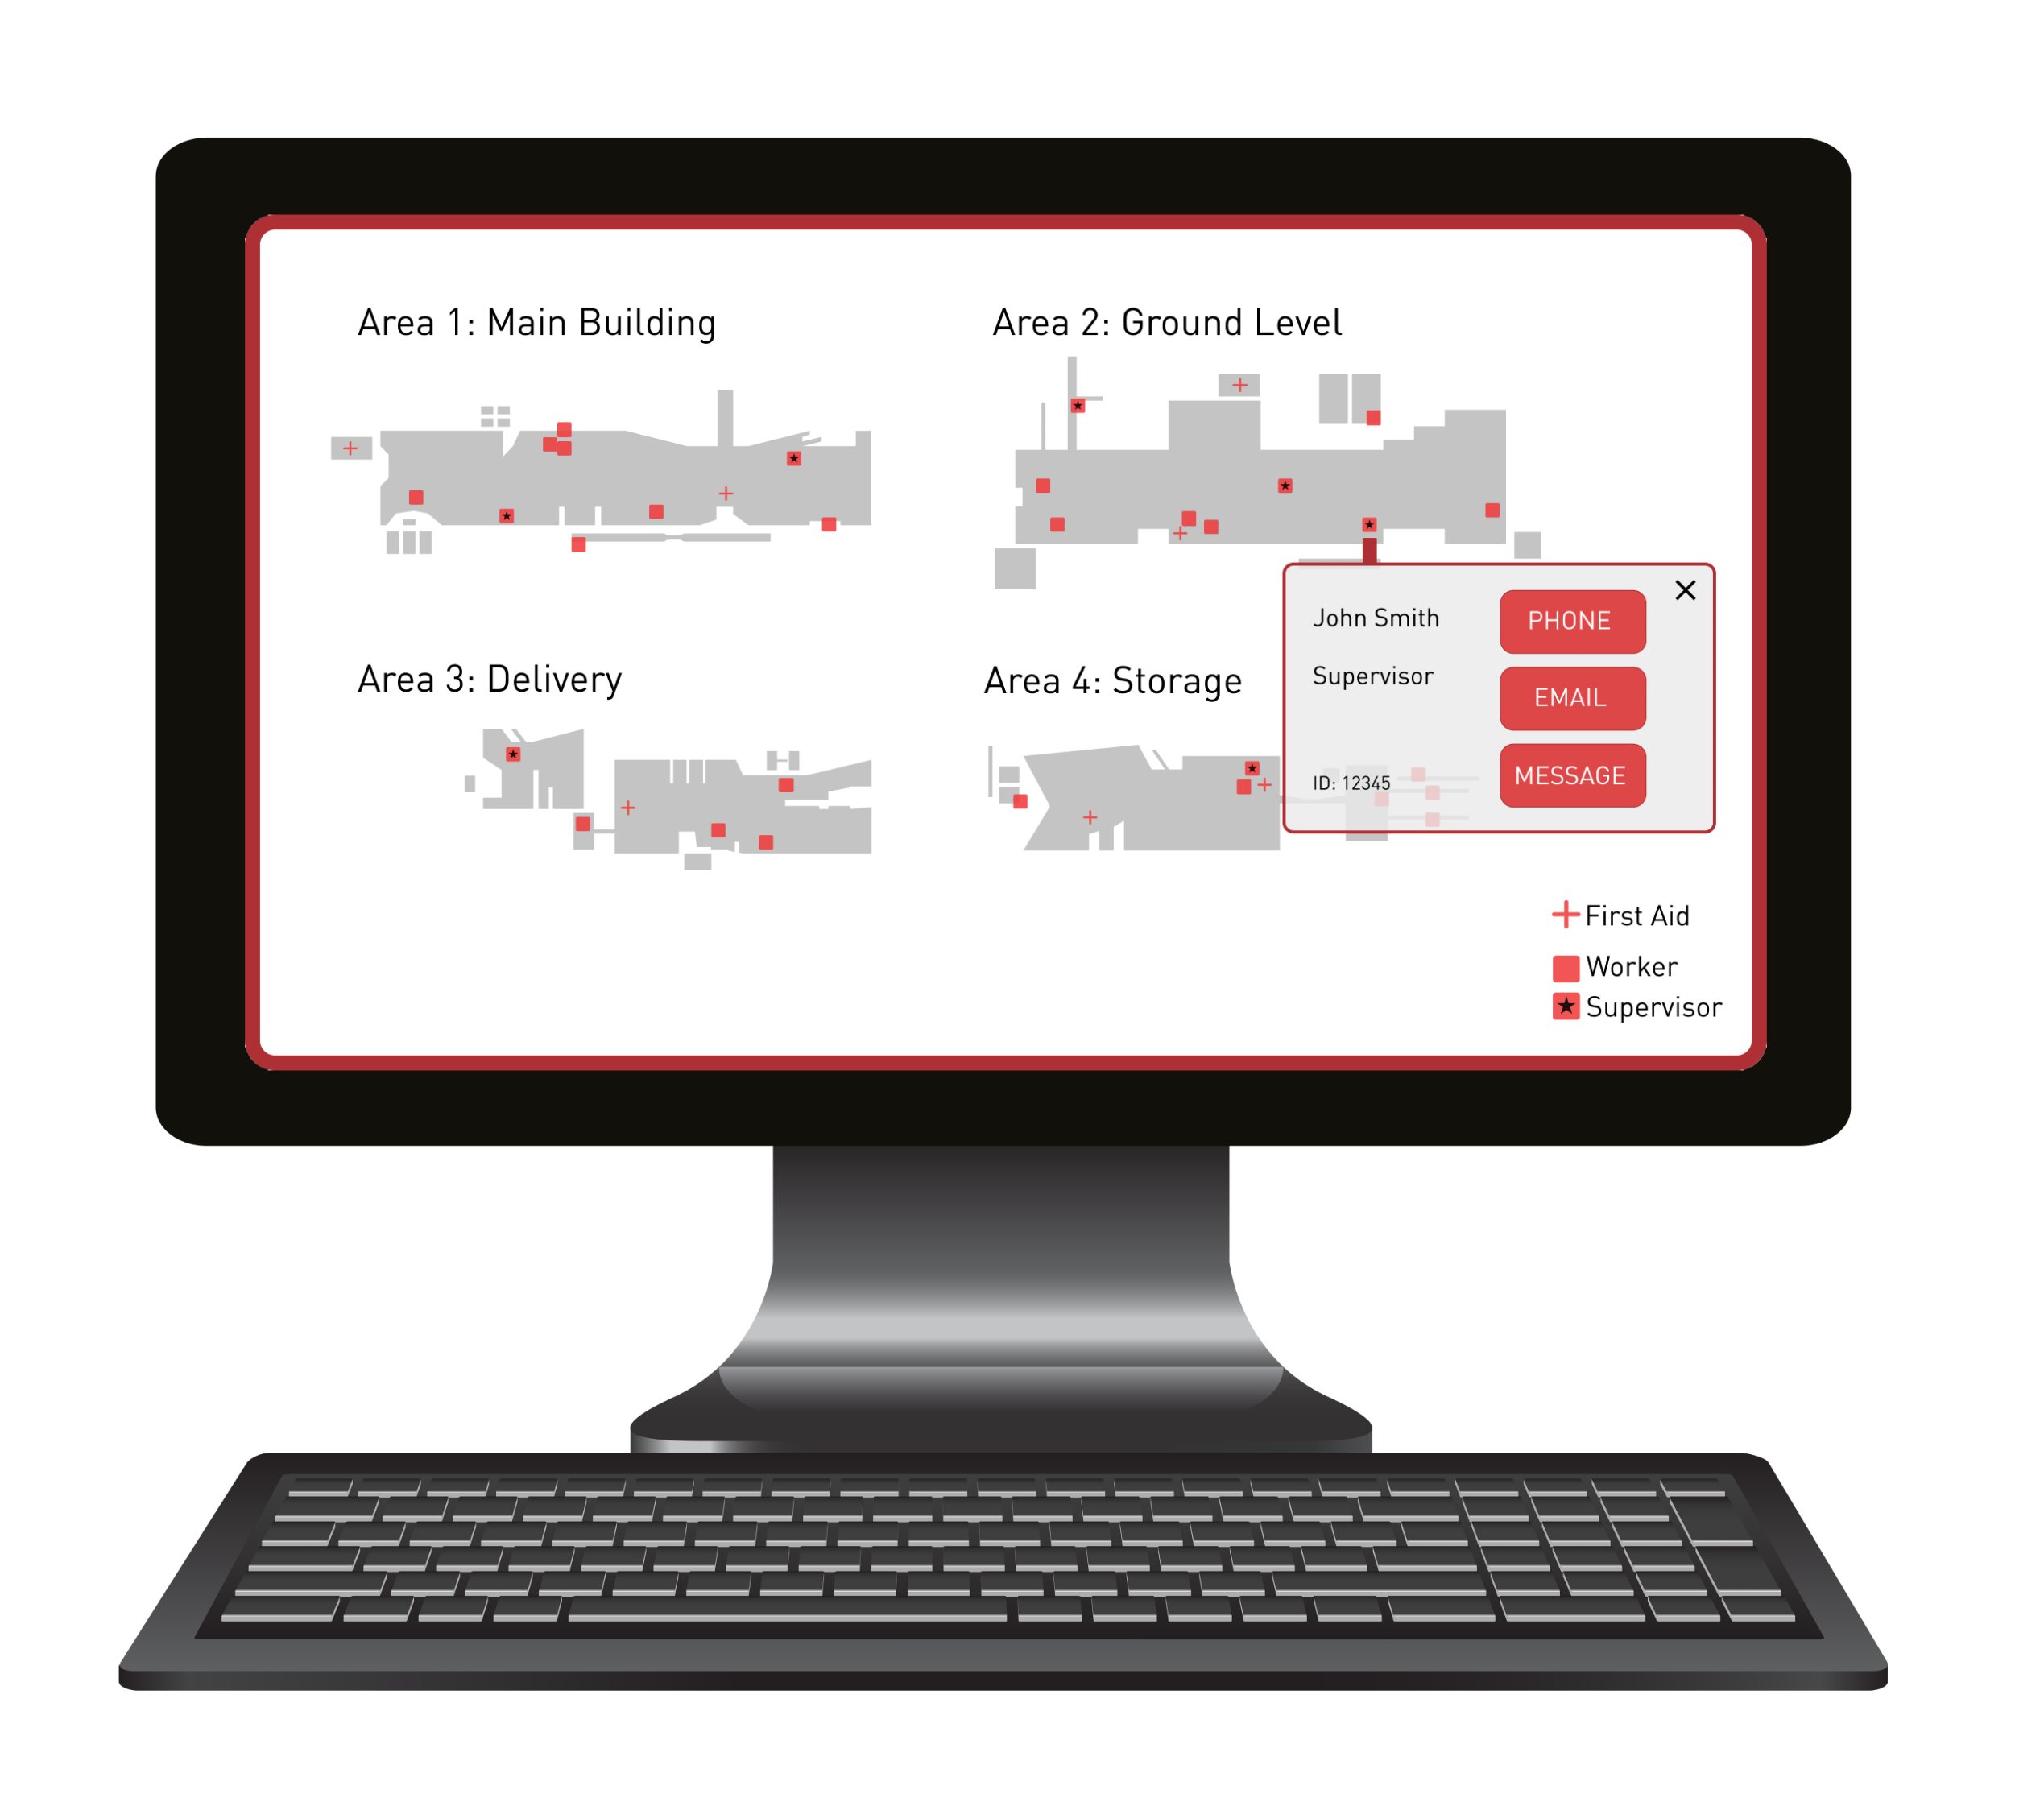 Area 1: Main Building
Area 2: Ground Level
Area 3: Delivery
Area 4: Storage
John Smith
Supervisor
ID: 12345
PHONE
EMAIL
MESSAGE
First Aid
Worker
Supervisor